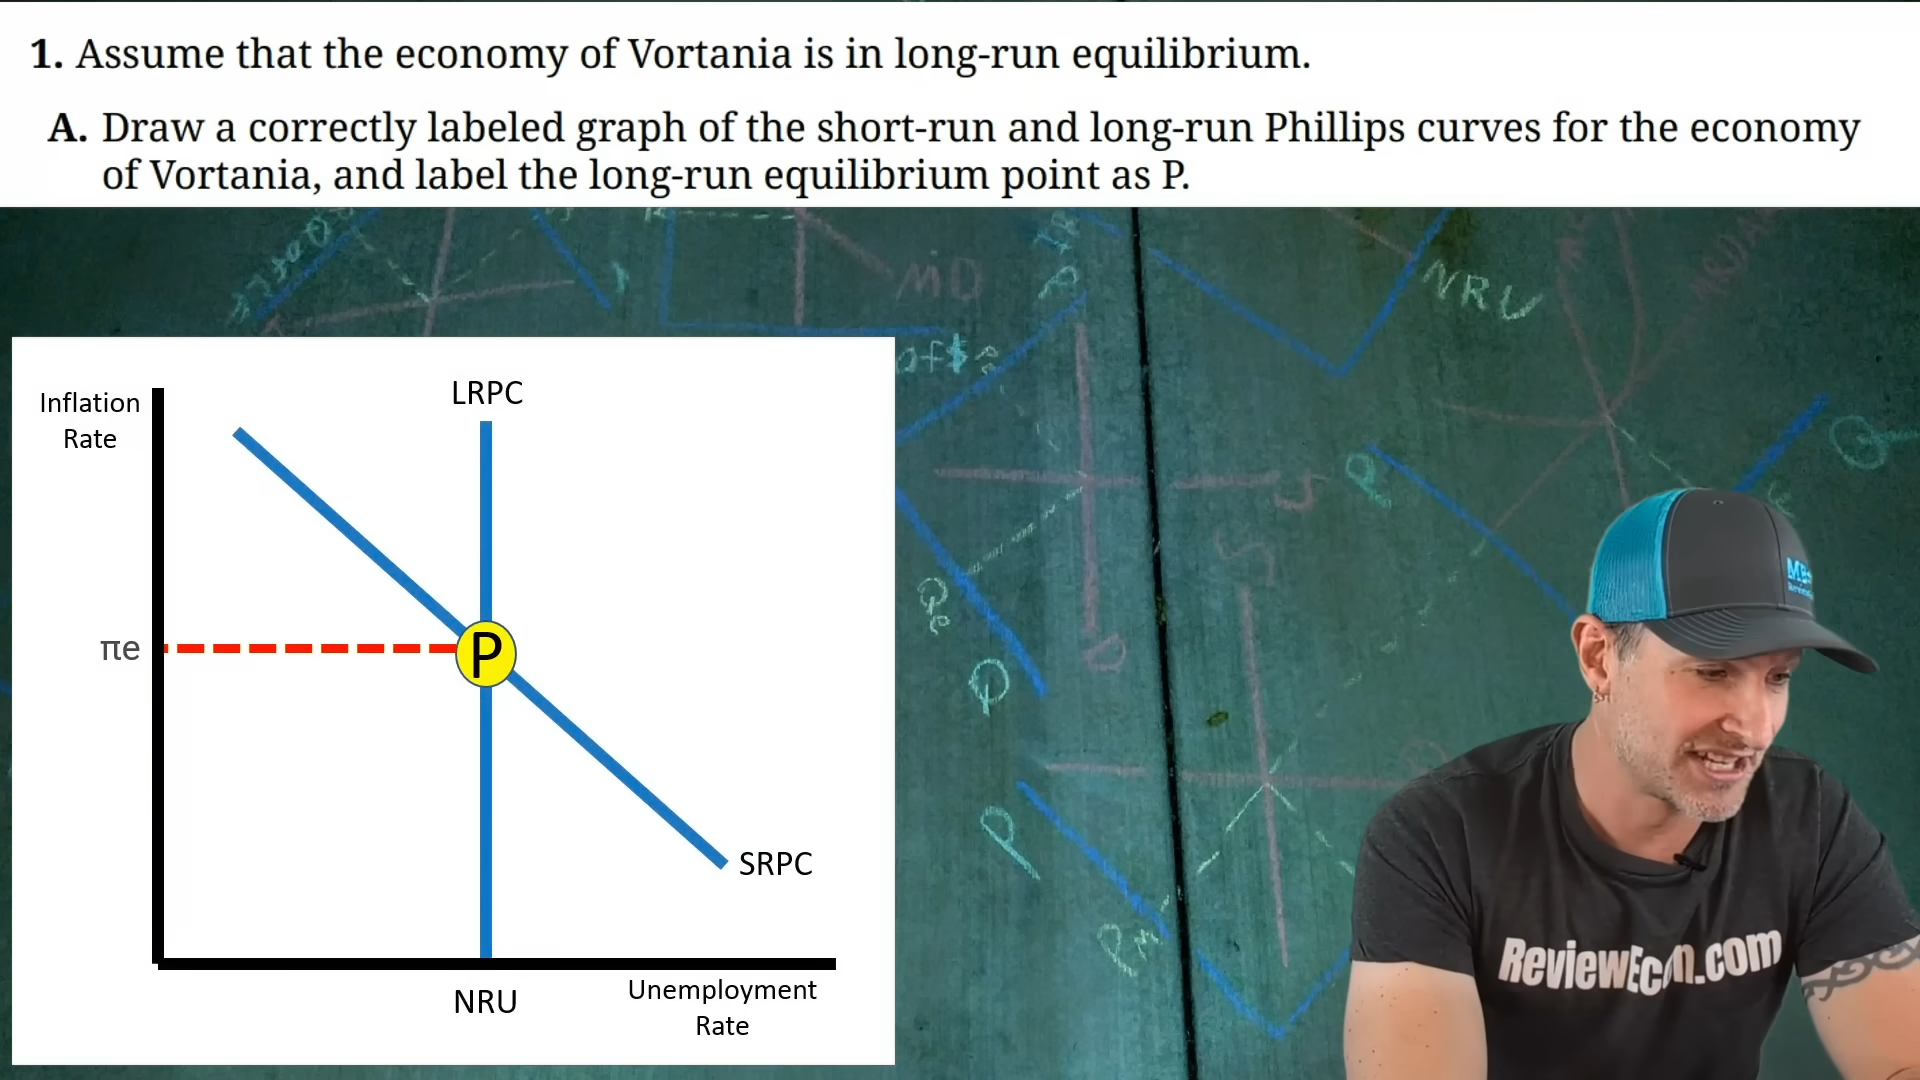 1. Assume that the economy of Vortania is in long-run equilibrium.
A. Draw a correctly labeled graph of the short-run and long-run Phillips curves for the economy
of Vortania, and label the long-run equilibrium point as P.
MD
NRU
Inflation
Rate
LRPC
πe
P
SRPC
NRU
Unemployment
Rate
P
Q
S
D
P
ReviewEcon.com